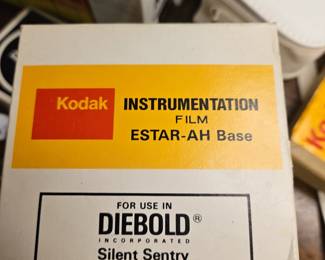 Kodak
INSTRUMENTATION
FILM
ESTAR-AH Base
FOR USE IN
DIEBOLD®
INCORPORATED
Silent Sentry